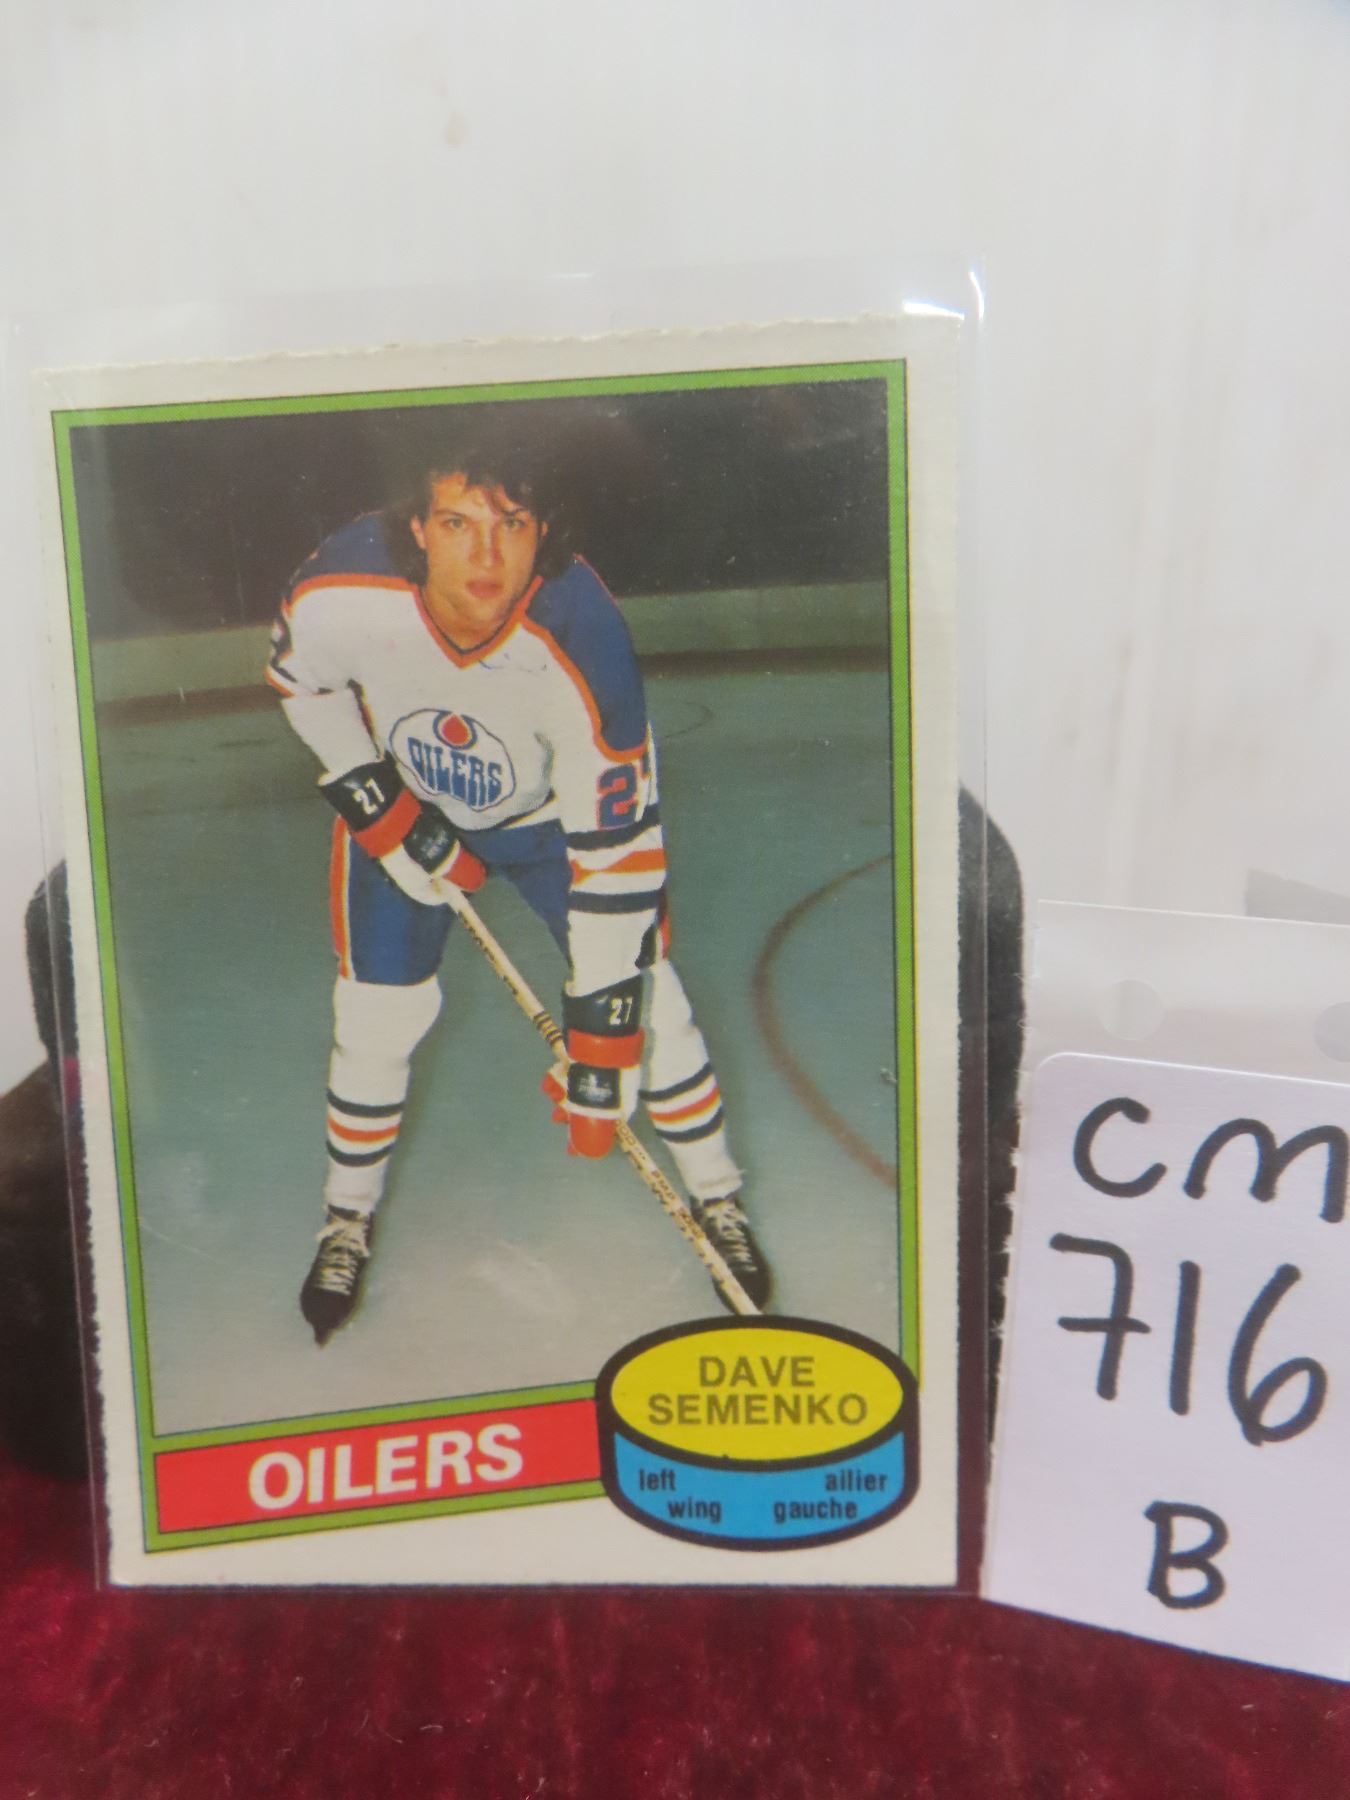 OILERS
27
27
27
OILERS
DAVE
SEMENKO
left ailier
wing gauche
CM
716
B